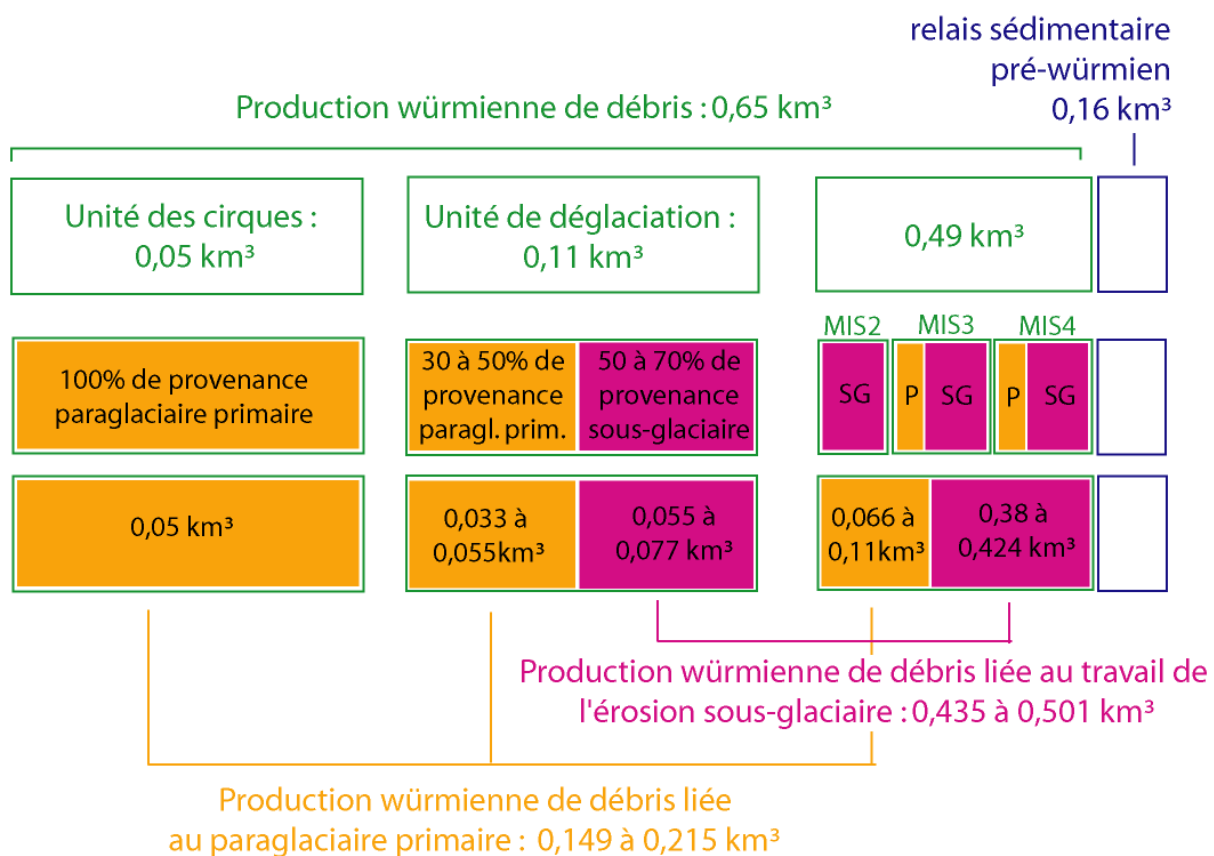 relais sédimentaire
pré-würmien
0,16 km³
Production würmienne de débris : 0,65 km³
Unité des cirques :
0,05 km³
Unité de déglaciation :
0,11 km³
0,49 km³
MIS2
MIS3
MIS4
100% de provenance
paraglaciaire primaire
30 à 50% de
provenance
paragl. prim.
50 à 70% de
provenance
sous-glaciaire
SG
P
SG
P
SG
0,05 km³
0,033 à
0,055km³
0,055 à
0,077 km³
0,066 à
0,11km³
0,38 à
0,424 km³
Production würmienne de débris liée au travail de
l'érosion sous-glaciaire : 0,435 à 0,501 km³
Production würmienne de débris liée
au paraglaciaire primaire : 0,149 à 0,215 km³